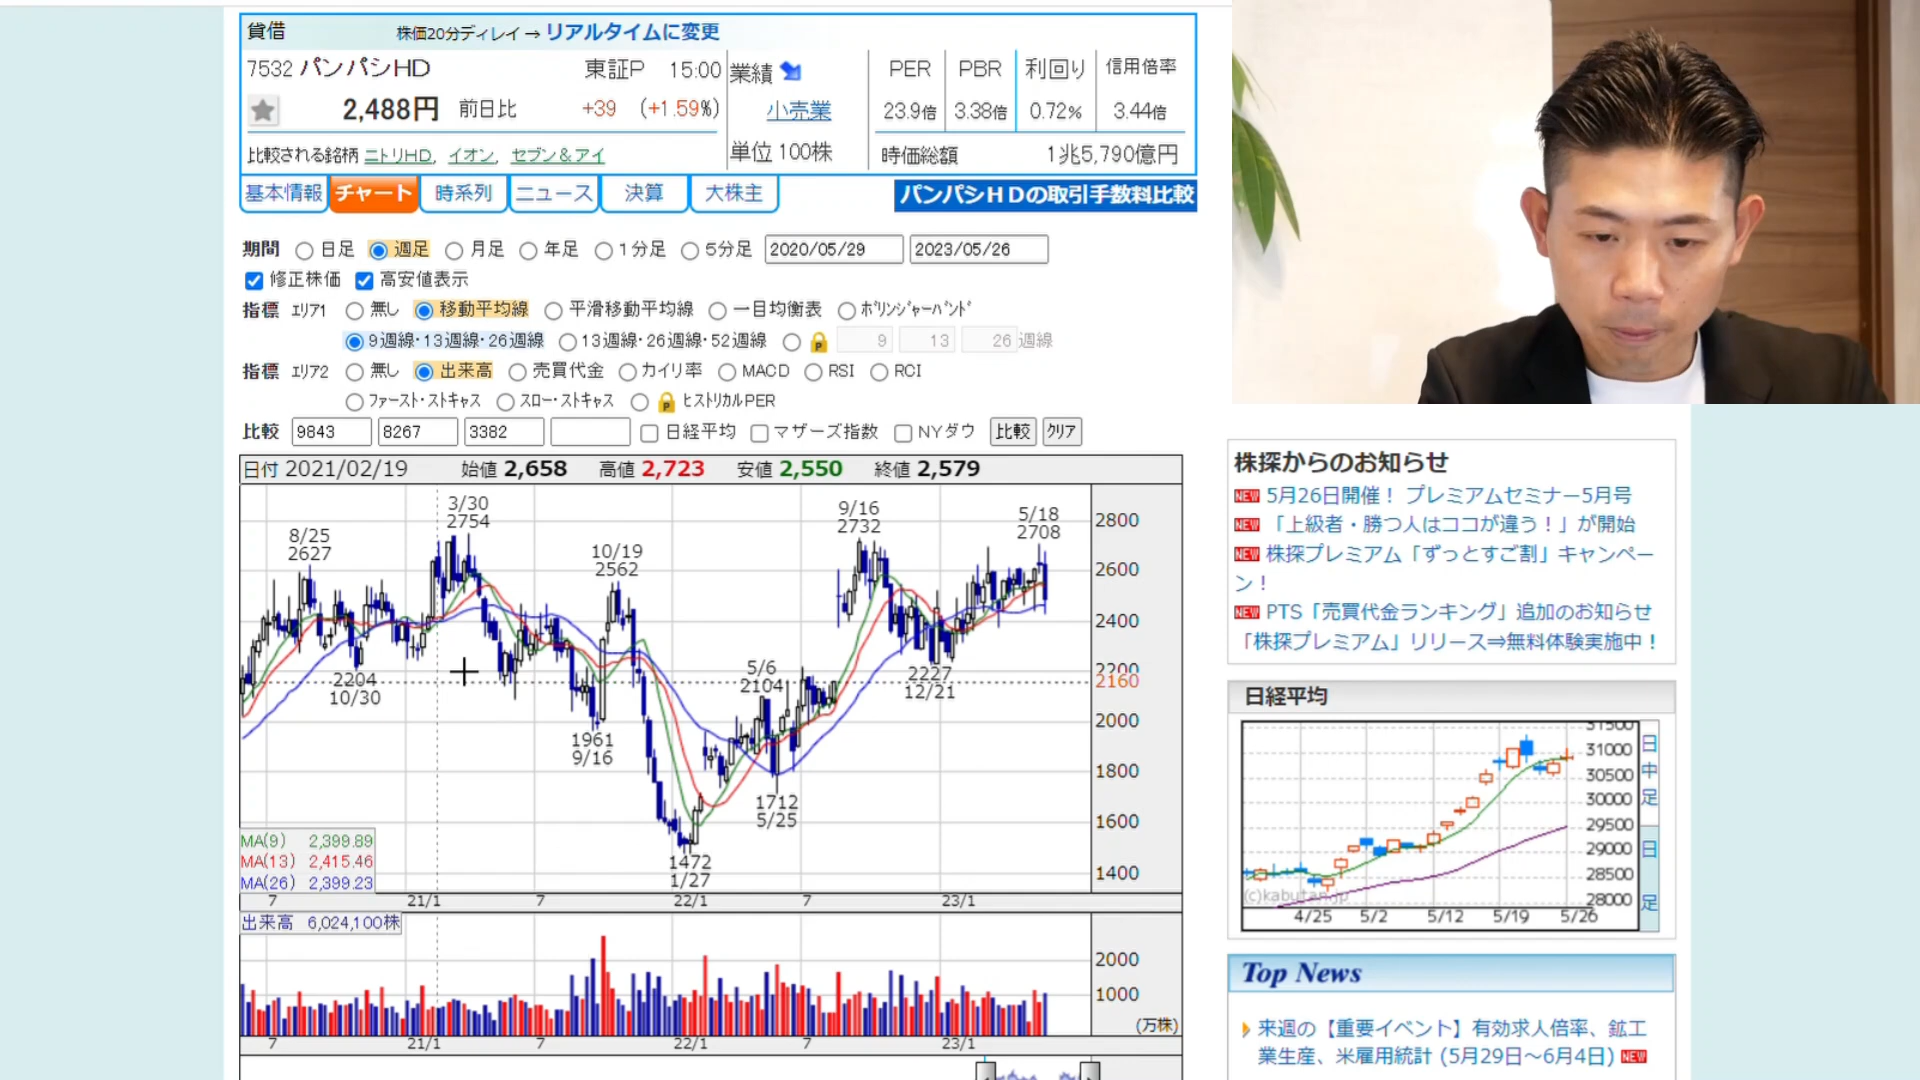 貸借 株価20分ディレイ → リアルタイムに変更
7532 パンパシHD 東証P 15:00 業績
2,488円 前日比 +39 (+1.59%) 小売業
比較される銘柄 ニトリHD, イオン, セブン&アイ 単位 100株
PER PBR 利回り 信用倍率
23.9倍 3.38倍 0.72% 3.44倍
時価総額 1兆5,790億円
基本情報 チャート 時系列 ニュース 決算 大株主 パンパシHDの取引手数料比較
期間 日足 週足 月足 年足 1分足 5分足 2020/05/29 2023/05/26
修正株価 高安値表示
指標 エリア1 無し 移動平均線 平滑移動平均線 一目均衡表 ボリンジャーバンド
9週線・13週線・26週線 13週線・26週線・52週線 P 9 13 26 週線
指標 エリア2 無し 出来高 売買代金 カイリ率 MACD RSI RCI
ファースト・ストキャス スロー・ストキャス P ヒストリカルPER
比較 9843 8267 3382 日経平均 マザーズ指数 NYダウ 比較 クリア
日付 2021/02/19 始値 2,658 高値 2,723 安値 2,550 終値 2,579
8/25
2627
3/30
2754
10/19
2562
9/16
2732
5/18
2708
2204
10/30
1961
9/16
5/6
2104
1712
5/25
1472
1/27
2227
12/21
2800
2600
2400
2200
2160
2000
1800
1600
1400
MA(9) 2,399.89
MA(13) 2,415.46
MA(26) 2,399.23
7 21/1 7 22/1 7 23/1
出来高 6,024,100株
2000
1000
(万株)
7 21/1 7 22/1 7 23/1
株探からのお知らせ
NEW 5月26日開催! プレミアムセミナー5月号
NEW 「上級者・勝つ人はココが違う!」が開始
NEW 株探プレミアム「ずっとすご割」キャンペー
ン!
NEW PTS「売買代金ランキング」追加のお知らせ
「株探プレミアム」リリース⇒無料体験実施中!
日経平均
31500
31000
30500
30000
29500
29000
28500
28000
日
中
足
日
足
(c)kabutan.jp
4/25 5/2 5/12 5/19 5/26
Top News
来週の【重要イベント】有効求人倍率、鉱工
業生産、米雇用統計 (5月29日〜6月4日) NEW